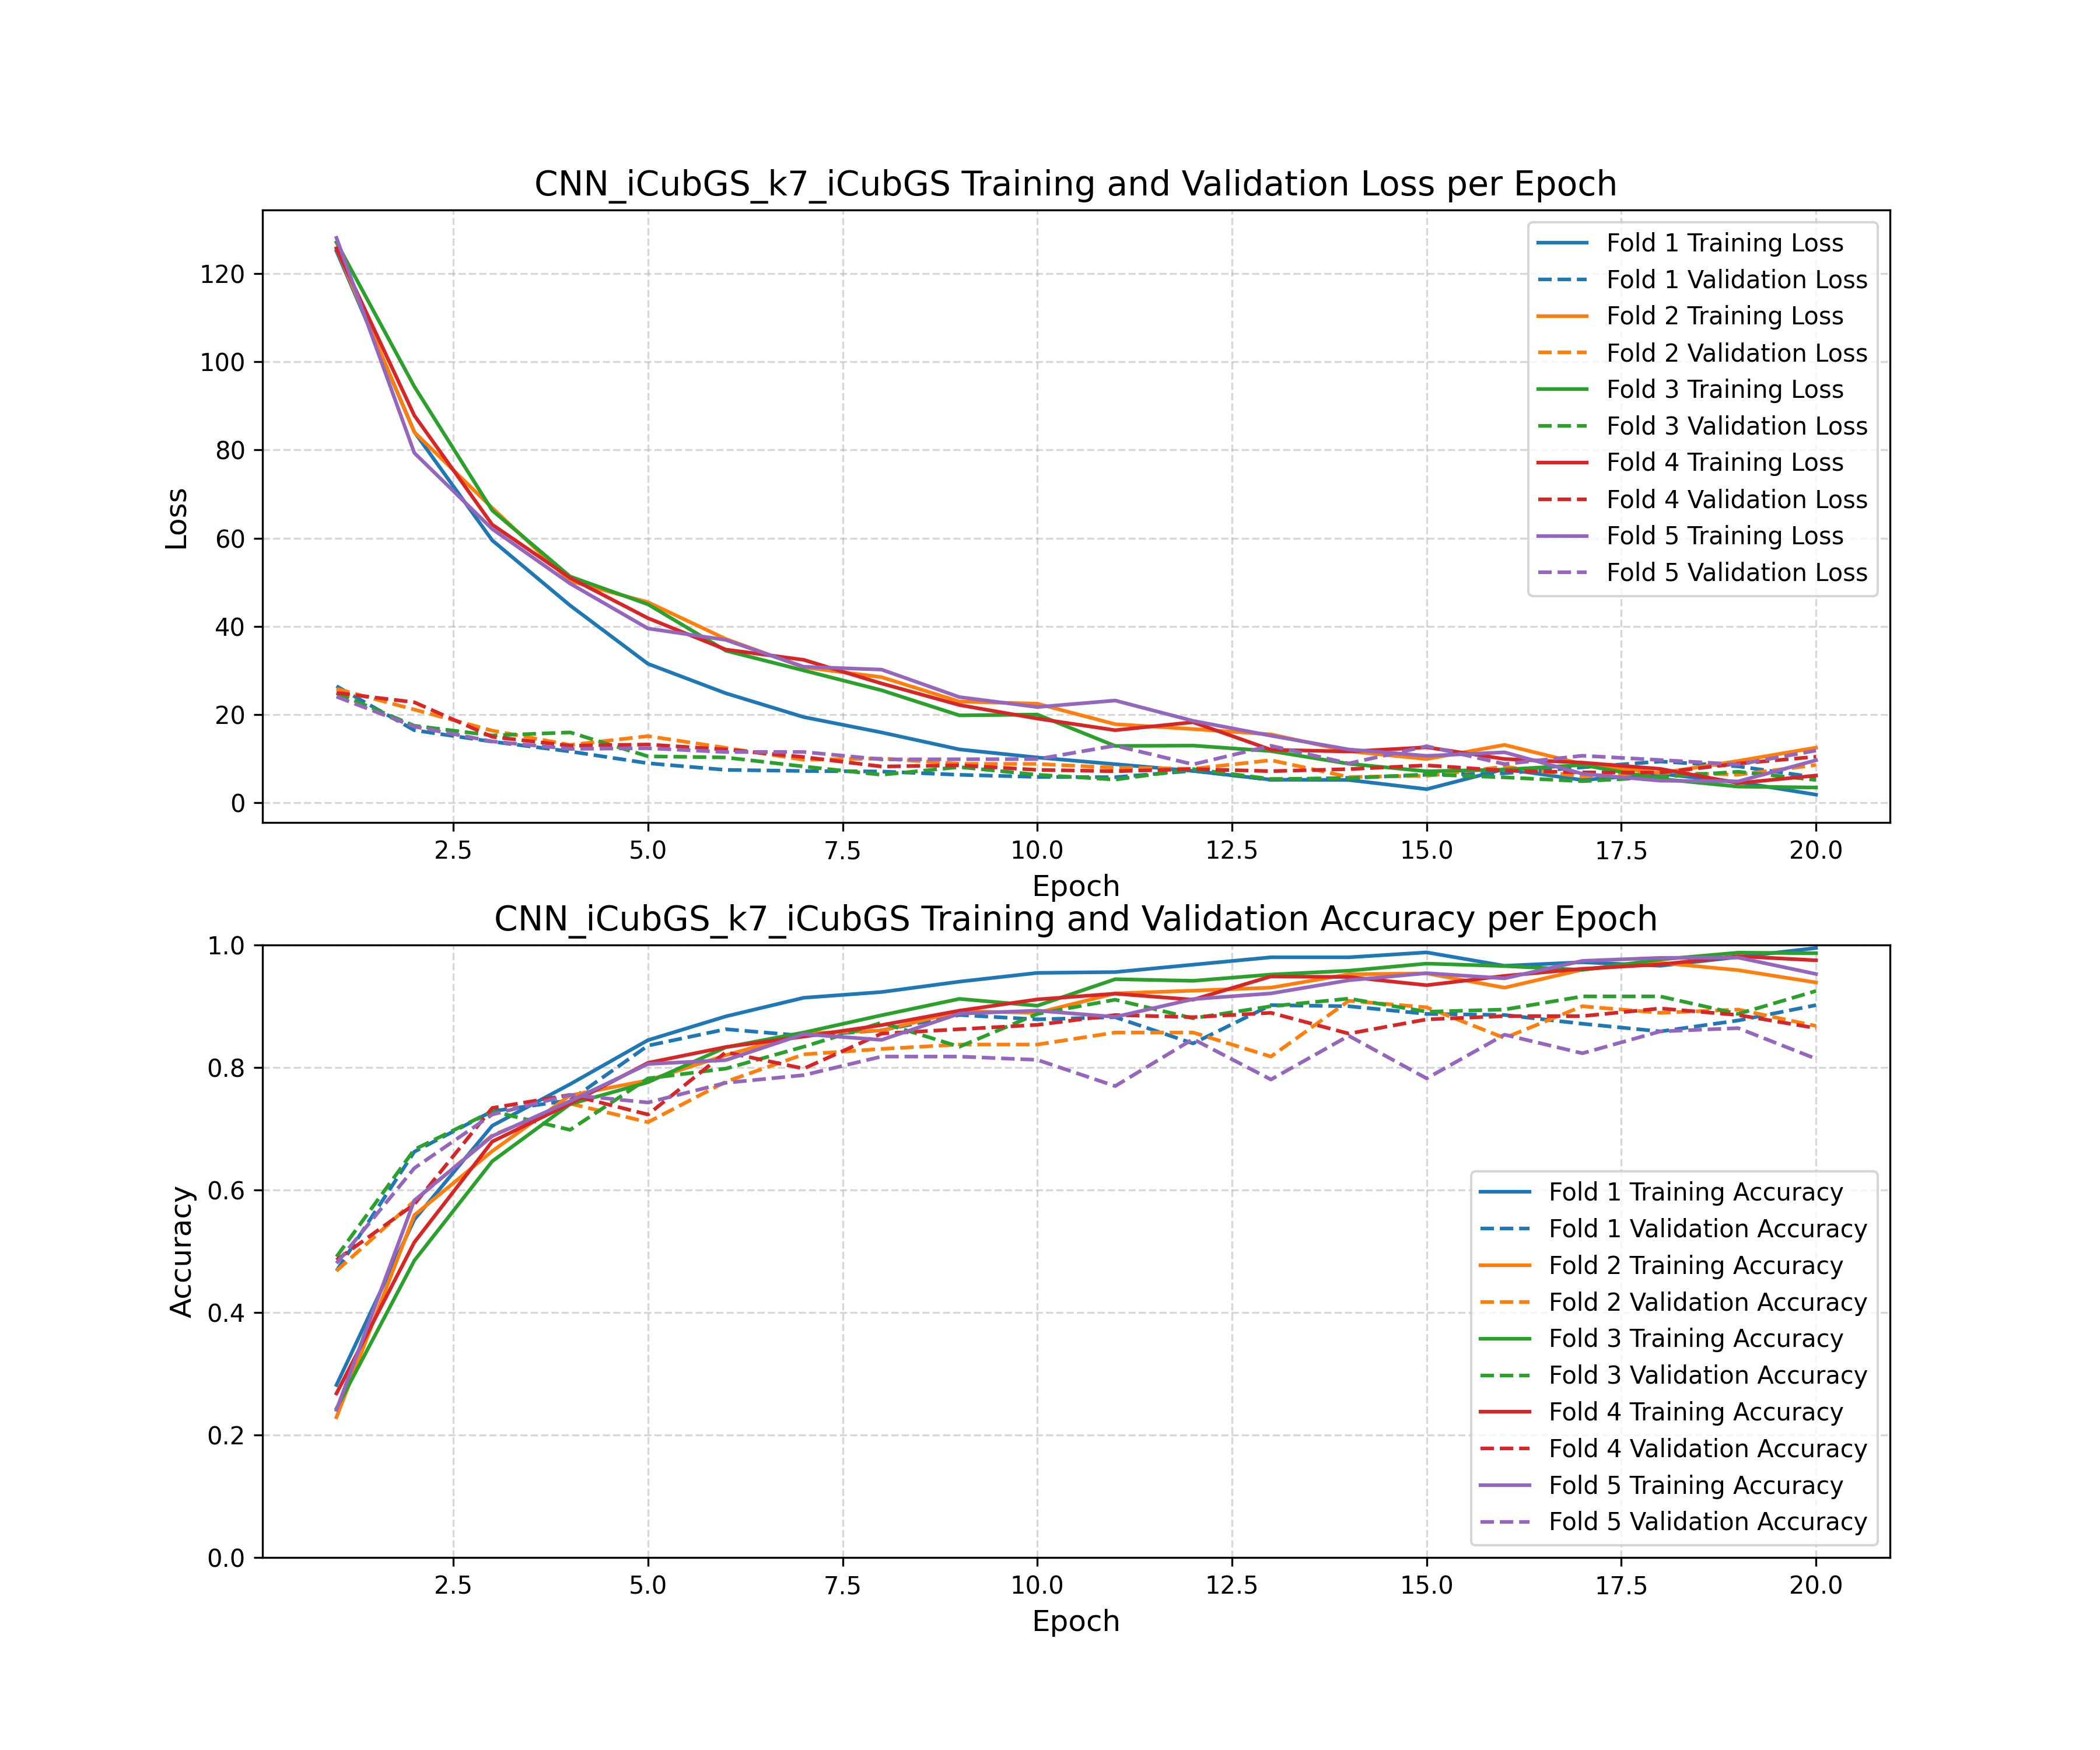 CNN_iCubGS_k7_iCubGS Training and Validation Loss per Epoch
Loss
120
100
80
60
40
20
0
Fold 1 Training Loss
Fold 1 Validation Loss
Fold 2 Training Loss
Fold 2 Validation Loss
Fold 3 Training Loss
Fold 3 Validation Loss
Fold 4 Training Loss
Fold 4 Validation Loss
Fold 5 Training Loss
Fold 5 Validation Loss
2.5 5.0 7.5 10.0 12.5 15.0 17.5 20.0
Epoch
CNN_iCubGS_k7_iCubGS Training and Validation Accuracy per Epoch
Accuracy
1.0
0.8
0.6
0.4
0.2
0.0
Fold 1 Training Accuracy
Fold 1 Validation Accuracy
Fold 2 Training Accuracy
Fold 2 Validation Accuracy
Fold 3 Training Accuracy
Fold 3 Validation Accuracy
Fold 4 Training Accuracy
Fold 4 Validation Accuracy
Fold 5 Training Accuracy
Fold 5 Validation Accuracy
2.5 5.0 7.5 10.0 12.5 15.0 17.5 20.0
Epoch